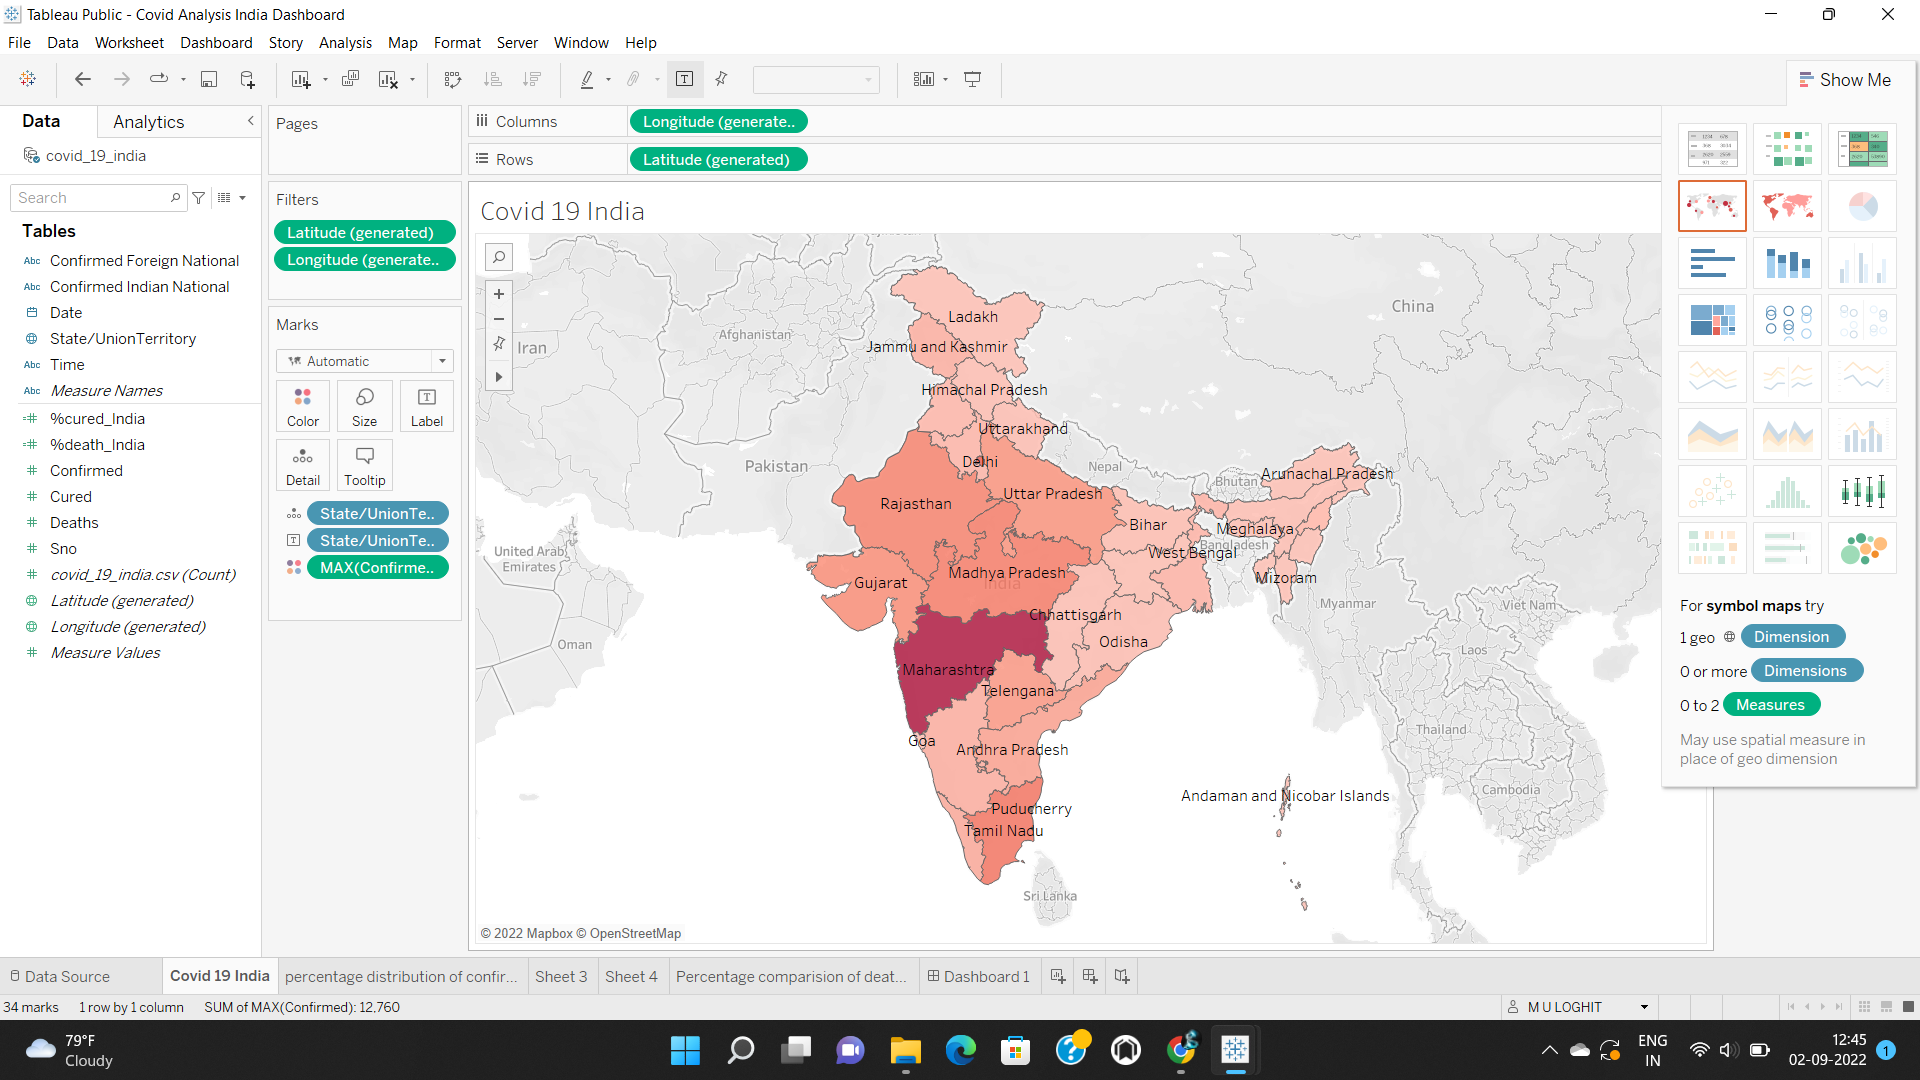 Tableau Public - Covid Analysis India Dashboard
File Data Worksheet Dashboard Story Analysis Map Format Server Window Help
Show Me
Data Analytics
covid_19_india
Search
Tables
Abc Confirmed Foreign National
Abc Confirmed Indian National
Date
State/UnionTerritory
Abc Time
Abc Measure Names
%cured_India
%death_India
Confirmed
Cured
Deaths
Sno
covid_19_india.csv (Count)
Latitude (generated)
Longitude (generated)
Measure Values
Pages
Filters
Latitude (generated)
Longitude (generate..
Marks
Automatic
Color Size Label
Detail Tooltip
State/UnionTe..
State/UnionTe..
MAX(Confirme..
Columns Longitude (generate..
Rows Latitude (generated)
Covid 19 India
Ladakh
China
Afghanistan
Iran
Jammu and Kashmir
Himachal Pradesh
Uttarakhand
Delhi
Pakistan
Nepal
Arunachal Pradesh
Bhutan
Uttar Pradesh
Rajasthan
Bihar
Meghalaya
Bangladesh
West Bengal
United Arab
Emirates
Madhya Pradesh
India
Gujarat
Mizoram
Myanmar
Viet Nam
Chhattisgarh
Odisha
Oman
Laos
Maharashtra
Telengana
Thailand
Goa
Andhra Pradesh
Cambodia
Andaman and Nicobar Islands
Puducherry
Tamil Nadu
Sri Lanka
© 2022 Mapbox © OpenStreetMap
For symbol maps try
1 geo Dimension
0 or more Dimensions
0 to 2 Measures
May use spatial measure in
place of geo dimension
Data Source Covid 19 India percentage distribution of confir... Sheet 3 Sheet 4 Percentage comparision of deat... Dashboard 1
34 marks 1 row by 1 column SUM of MAX(Confirmed): 12,760
M U LOGHIT
79°F
Cloudy
ENG
IN
12:45
02-09-2022
1